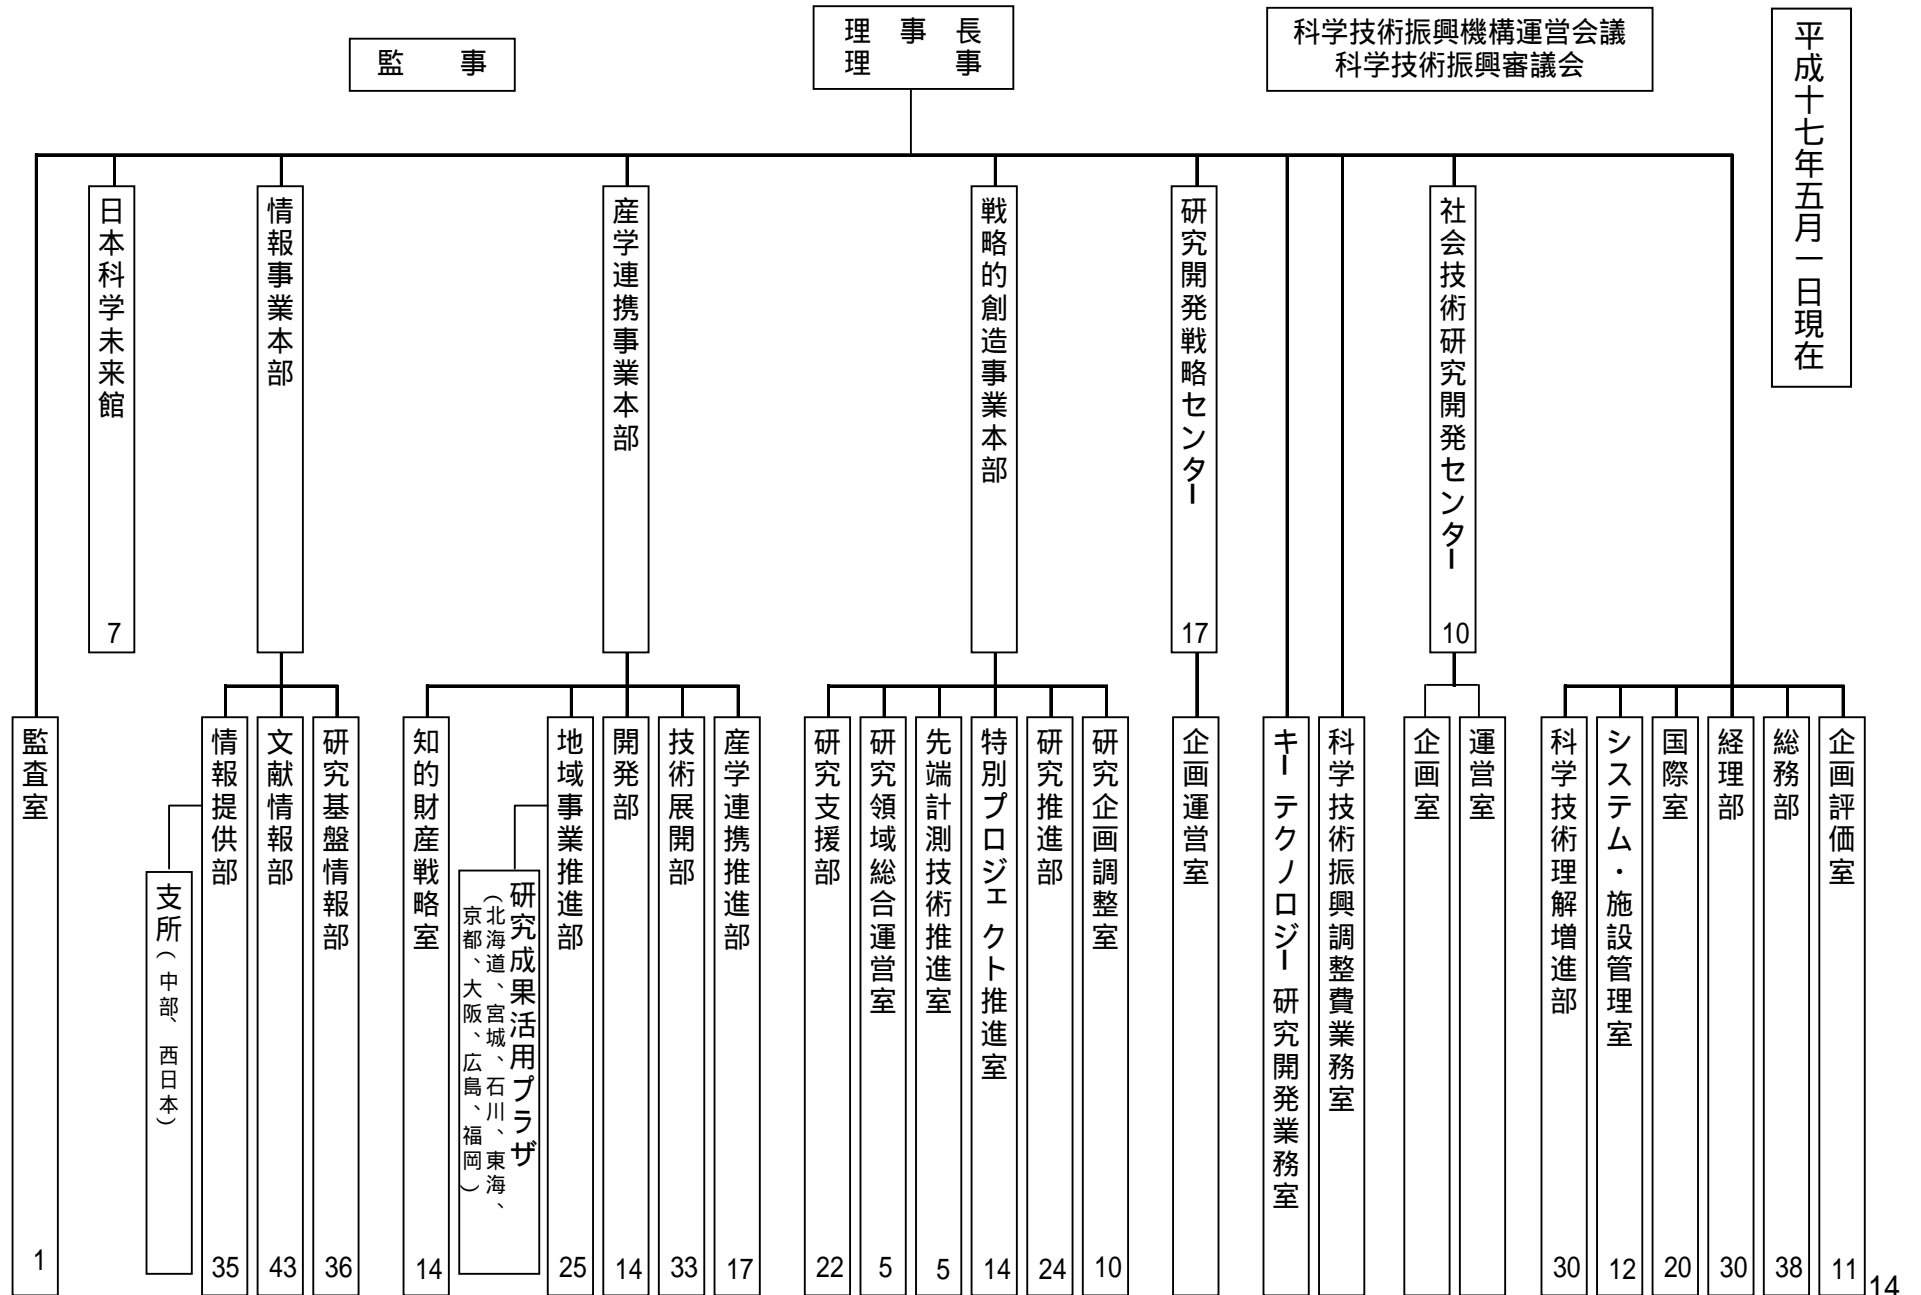 監 事
理 事 長
理 事
科学技術振興機構運営会議
科学技術振興審議会
平成十七年五月一日現在
日本科学未来館
7
情報事業本部
産学連携事業本部
戦略的創造事業本部
研究開発戦略センター
17
社会技術研究開発センター
10
監査室
1
支所(中部、西日本)
情報提供部
35
文献情報部
43
研究基盤情報部
36
知的財産戦略室
14
研究成果活用プラザ
(北海道、宮城、石川、東海、
京都、大阪、広島、福岡)
地域事業推進部
25
開発部
14
技術展開部
33
産学連携推進部
17
研究支援部
22
研究領域総合運営室
5
先端計測技術推進室
5
特別プロジェクト推進室
14
研究推進部
24
研究企画調整室
10
企画運営室
キーテクノロジー研究開発業務室
科学技術振興調整費業務室
企画室
運営室
科学技術理解増進部
30
システム・施設管理室
12
国際室
20
経理部
30
総務部
38
企画評価室
11
14